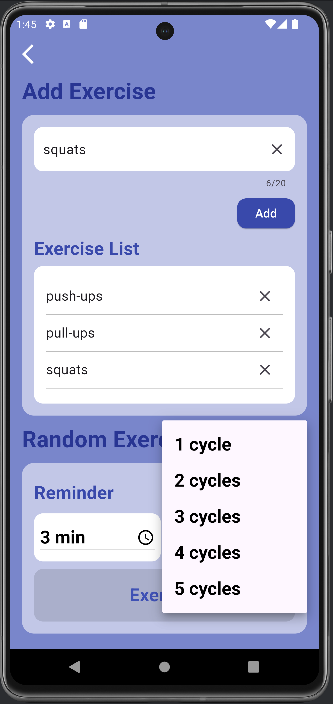 1:45
Add Exercise
squats
6/20
Add
Exercise List
push-ups
pull-ups
squats
Random Exerc
Reminder
3 min
Exer
1 cycle
2 cycles
3 cycles
4 cycles
5 cycles